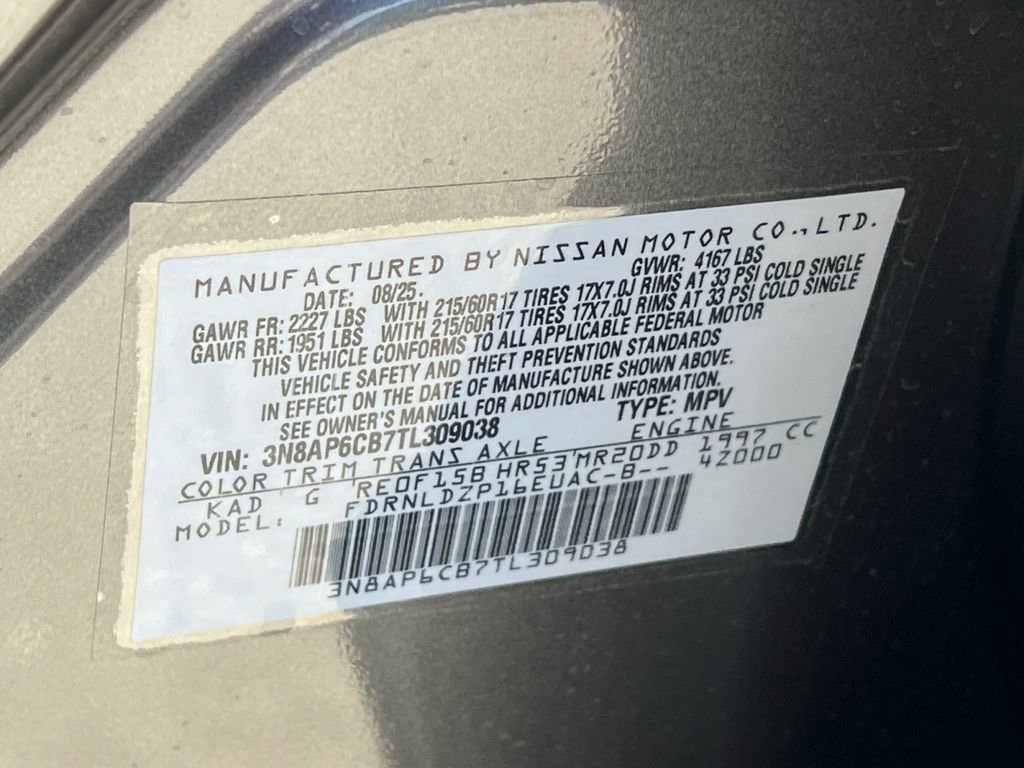 MANUFACTURED BY NISSAN MOTOR CO., LTD.
DATE: 08/25. GVWR: 4167 LBS
GAWR FR: 2227 LBS WITH 215/60R17 TIRES 17X7.0J RIMS AT 33 PSI COLD SINGLE
GAWR RR: 1951 LBS WITH 215/60R17 TIRES 17X7.0J RIMS AT 33 PSI COLD SINGLE
THIS VEHICLE CONFORMS TO ALL APPLICABLE FEDERAL MOTOR
VEHICLE SAFETY AND THEFT PREVENTION STANDARDS
IN EFFECT ON THE DATE OF MANUFACTURE SHOWN ABOVE.
SEE OWNER'S MANUAL FOR ADDITIONAL INFORMATION.
VIN: 3N8AP6CB7TL309038 TYPE: MPV
COLOR TRIM TRANS AXLE ENGINE
KAD G RE0F15B HR53 MR20DD 1997 CC
MODEL: FDRNLDZP16EUAC-B-- 42000
3N8AP6CB7TL309038